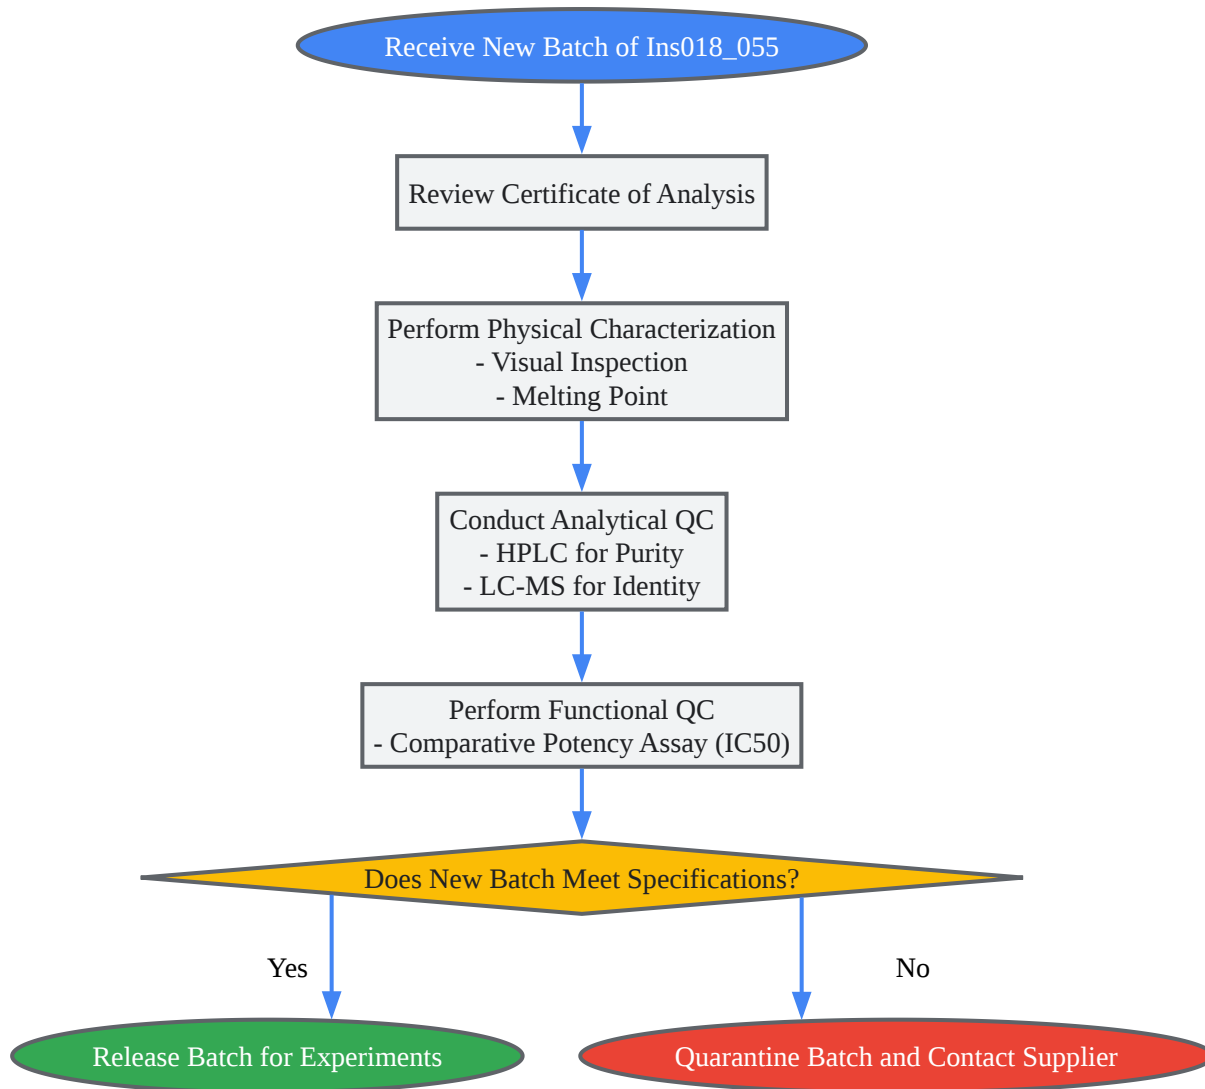 Receive New Batch of Ins018_055
Review Certificate of Analysis
Perform Physical Characterization
- Visual Inspection
- Melting Point
Conduct Analytical QC
- HPLC for Purity
- LC-MS for Identity
Perform Functional QC
- Comparative Potency Assay (IC50)
Does New Batch Meet Specifications?
Yes
No
Release Batch for Experiments
Quarantine Batch and Contact Supplier